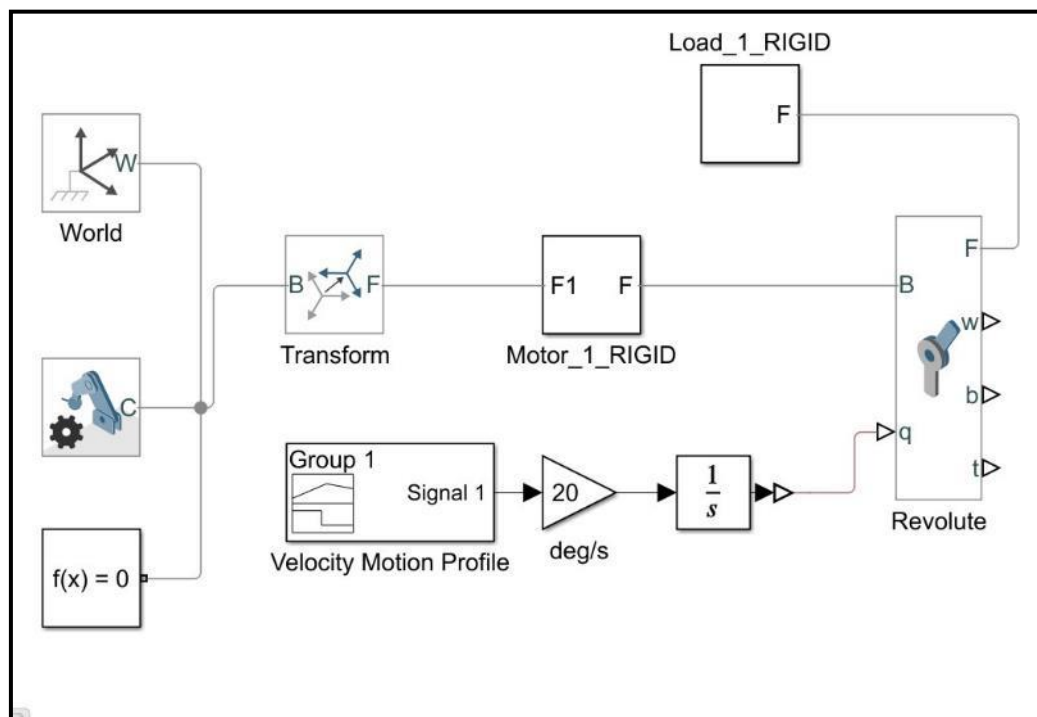 Load_1_RIGID
F
W
World
B
F
Transform
F1
F
Motor_1_RIGID
C
f(x) = 0
Group 1
Signal 1
Velocity Motion Profile
20
deg/s
1
s
B
F
w
b
q
t
Revolute